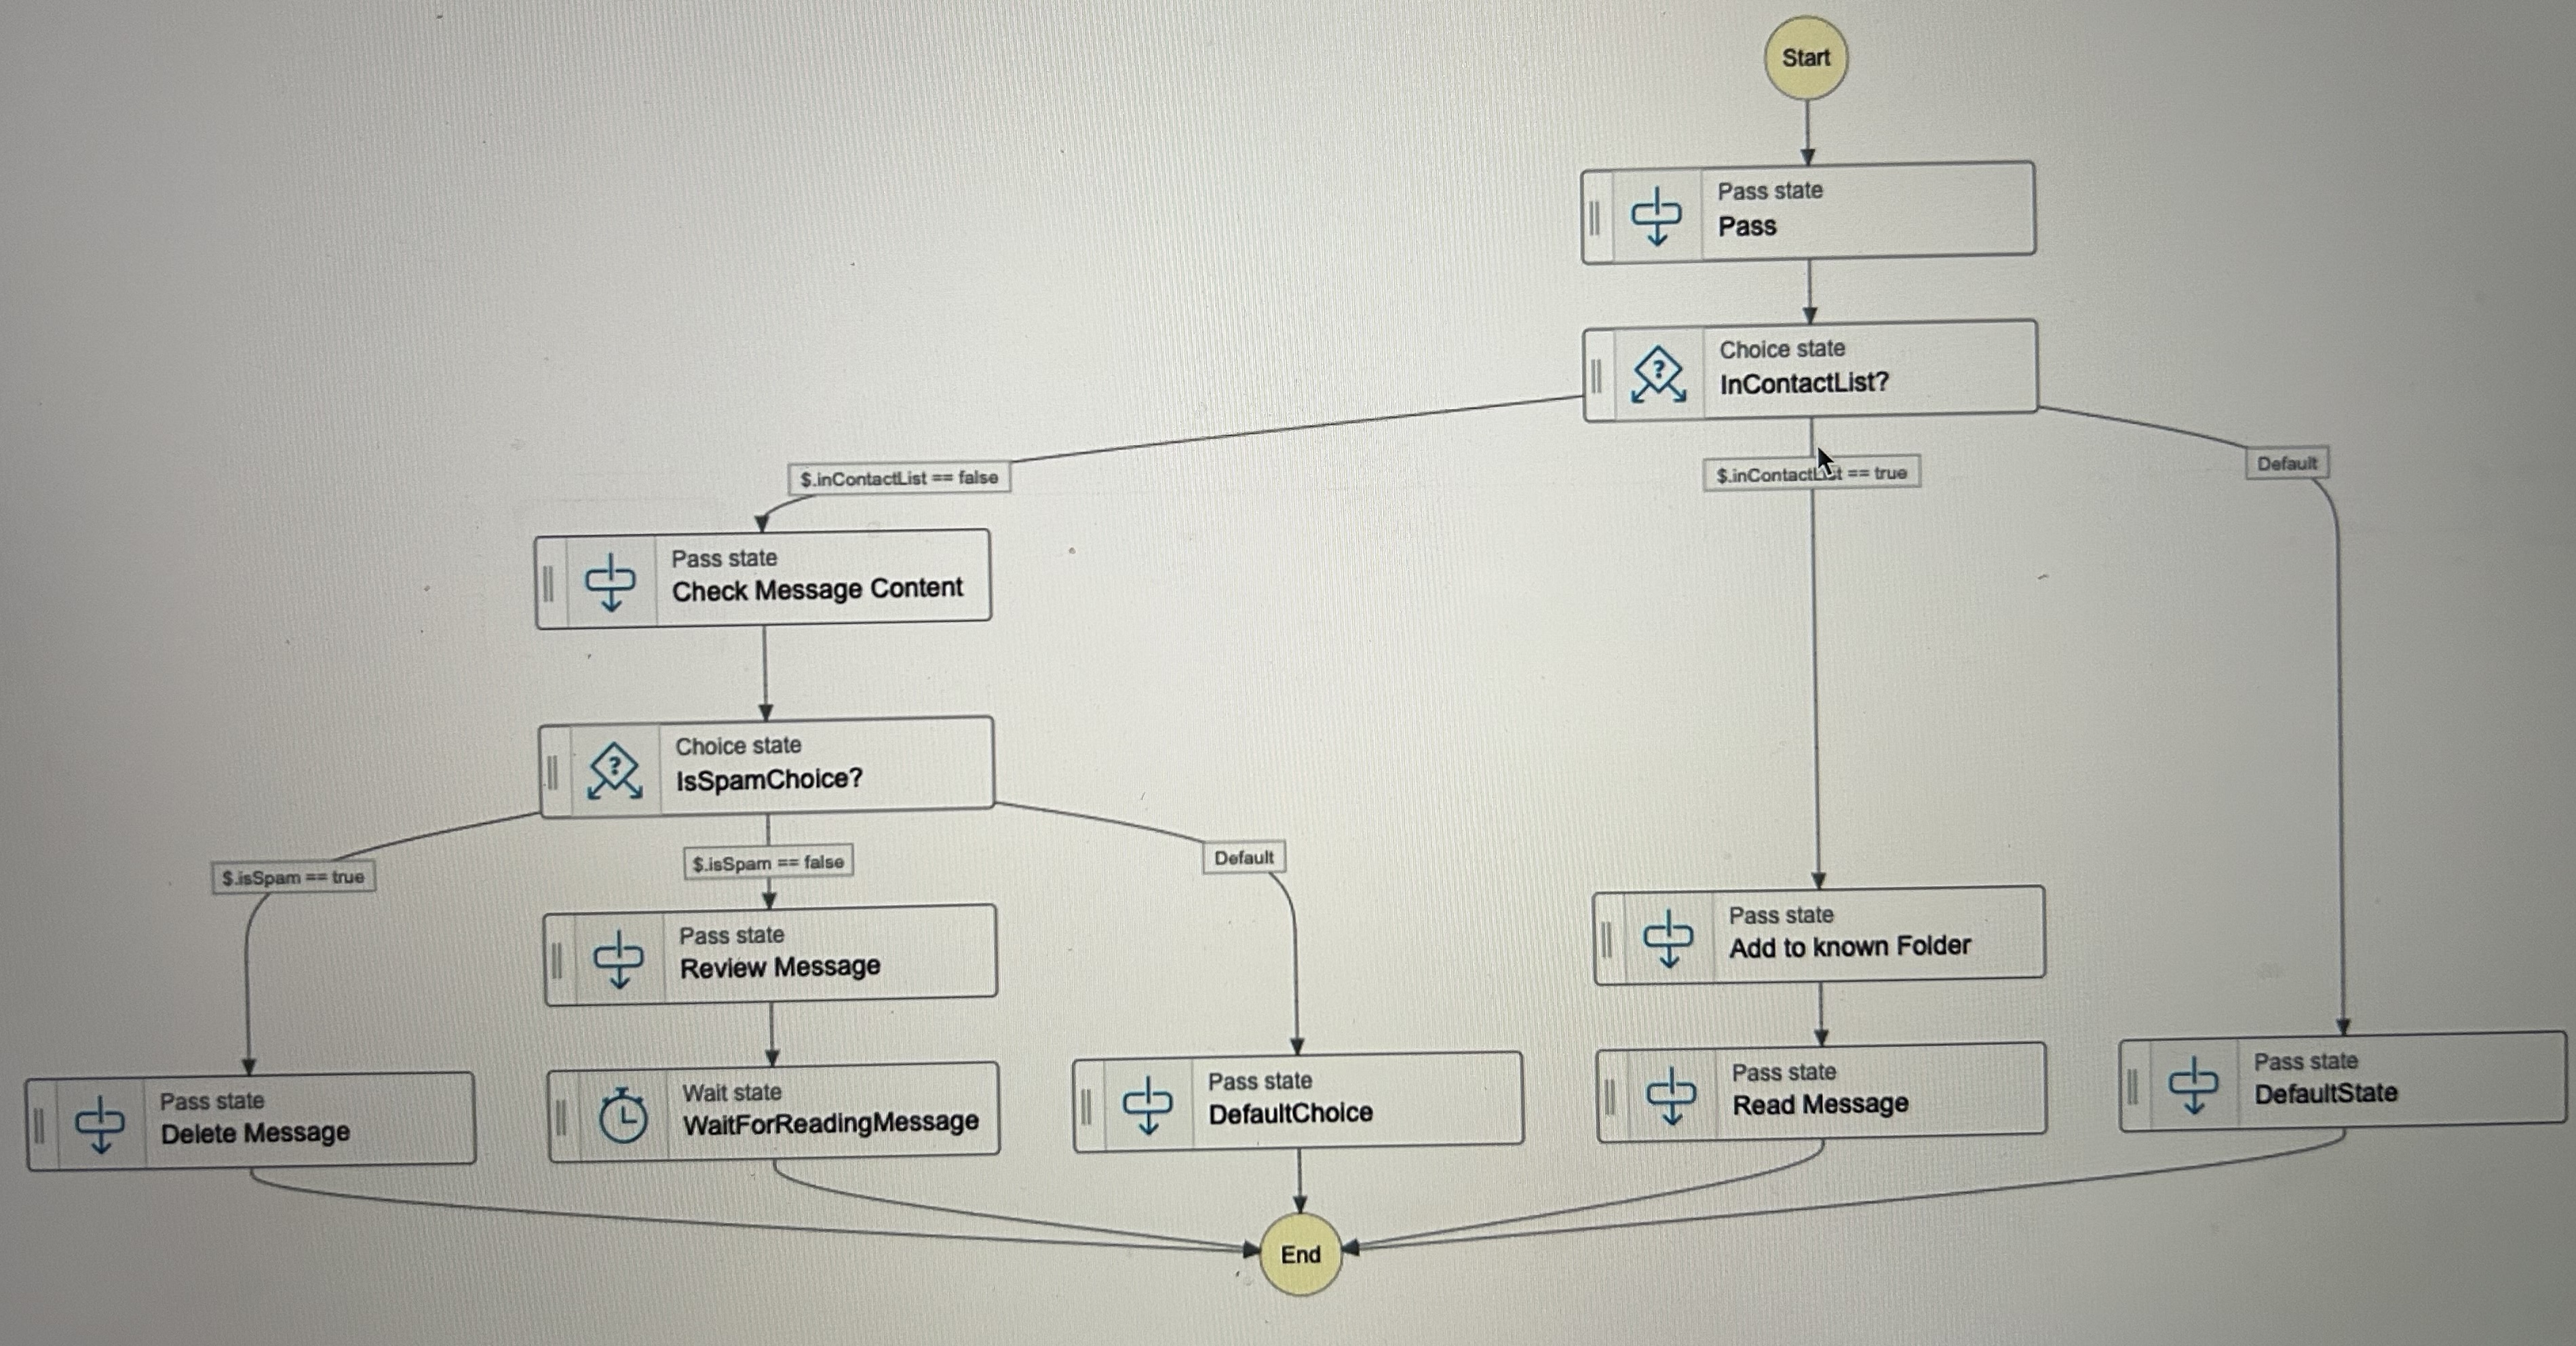 Start
Pass state
Pass
Choice state
InContactList?
$.inContactList == false
$.inContactList == true
Default
Pass state
Check Message Content
Choice state
IsSpamChoice?
$.isSpam == true
$.isSpam == false
Default
Pass state
Review Message
Pass state
Add to known Folder
Pass state
Delete Message
Wait state
WaitForReadingMessage
Pass state
DefaultChoice
Pass state
Read Message
Pass state
DefaultState
End